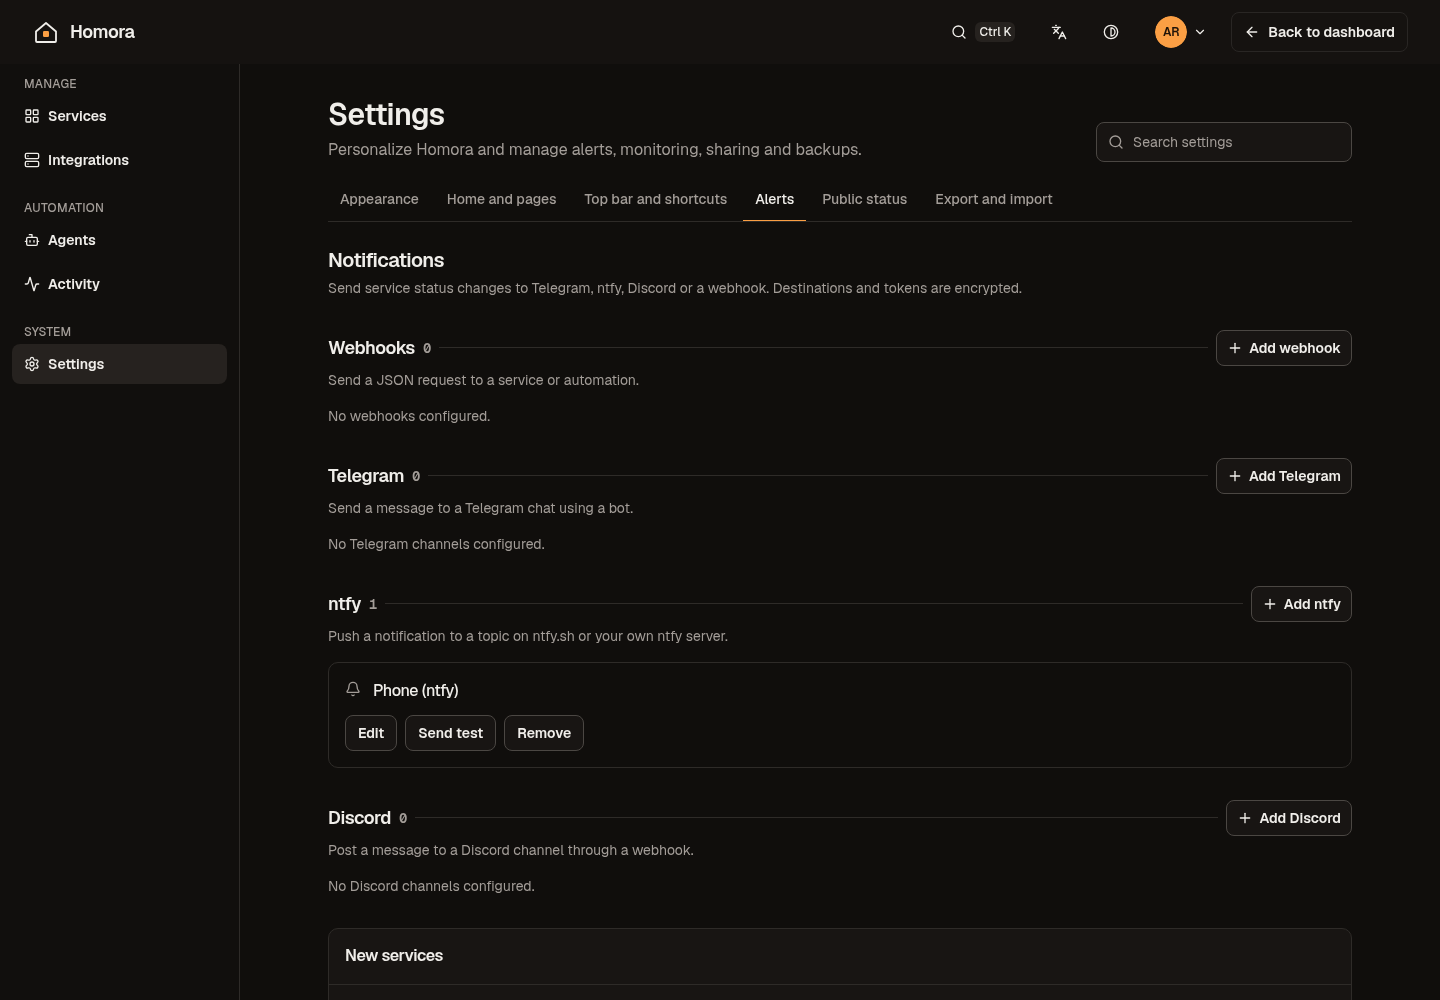 Homora
Ctrl K
AR
Back to dashboard
MANAGE
Services
Integrations
AUTOMATION
Agents
Activity
SYSTEM
Settings
Settings
Personalize Homora and manage alerts, monitoring, sharing and backups.
Search settings
Appearance
Home and pages
Top bar and shortcuts
Alerts
Public status
Export and import
Notifications
Send service status changes to Telegram, ntfy, Discord or a webhook. Destinations and tokens are encrypted.
Webhooks 0
Add webhook
Send a JSON request to a service or automation.
No webhooks configured.
Telegram 0
Add Telegram
Send a message to a Telegram chat using a bot.
No Telegram channels configured.
ntfy 1
Add ntfy
Push a notification to a topic on ntfy.sh or your own ntfy server.
Phone (ntfy)
Edit
Send test
Remove
Discord 0
Add Discord
Post a message to a Discord channel through a webhook.
No Discord channels configured.
New services